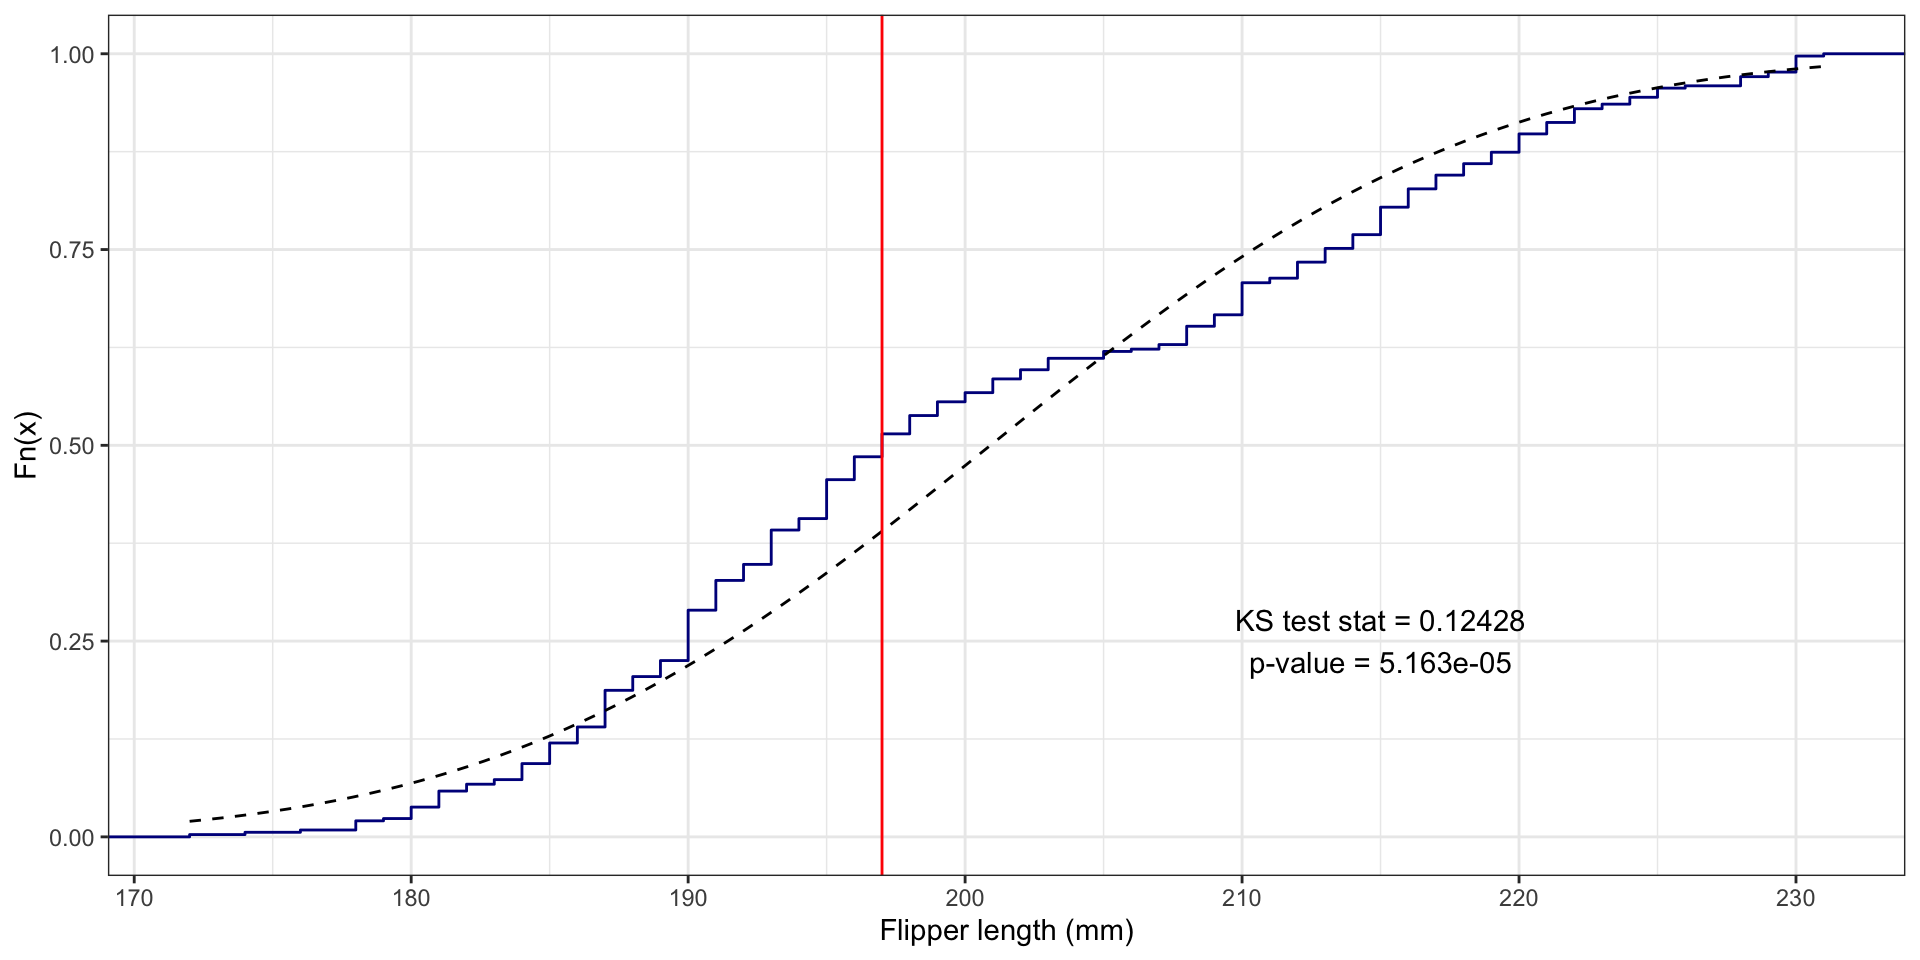 1.00
0.75
0.50
0.25
0.00
Fn(x)
KS test stat = 0.12428
p-value = 5.163e-05
170 180 190 200 210 220 230
Flipper length (mm)